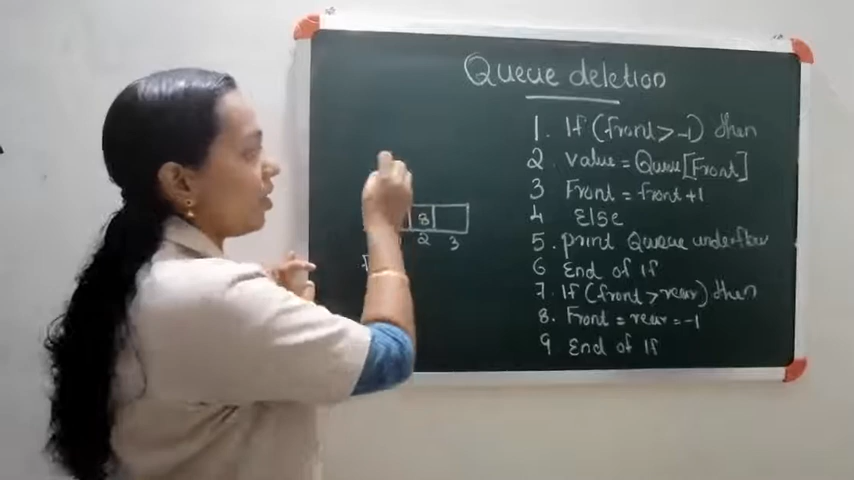 Queue deletion
1. If (front > -1) then
2 value = Queue [Front]
3 Front = front +1
4 Else
5 print Queue underflow
6 End of If
7 If (front > rear) then
8. Front = rear = -1
9 End of If
8
2 3